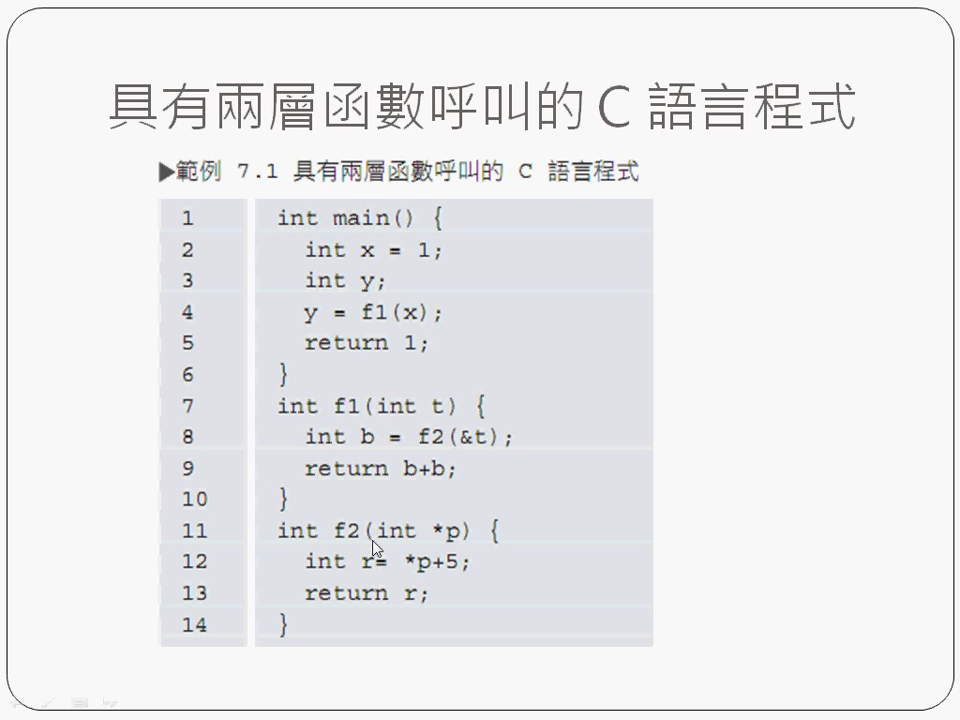 具有兩層函數呼叫的 C 語言程式
▶範例 7.1 具有兩層函數呼叫的 C 語言程式
1 int main() {
2 int x = 1;
3 int y;
4 y = f1(x);
5 return 1;
6 }
7 int f1(int t) {
8 int b = f2(&t);
9 return b+b;
10 }
11 int f2(int *p) {
12 int r= *p+5;
13 return r;
14 }